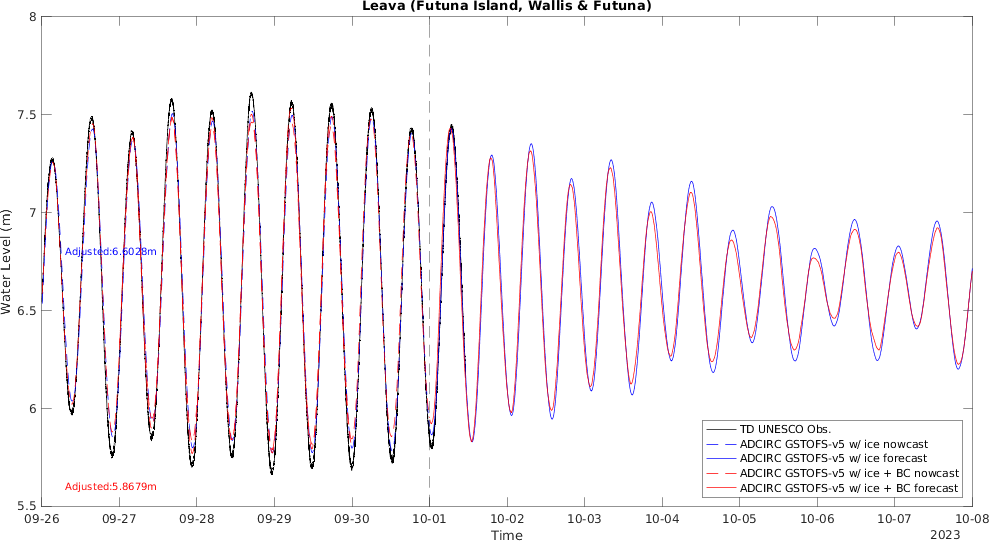 Leava (Futuna Island, Wallis & Futuna)
8
7.5
7
6.5
6
5.5
Water Level (m)
Adjusted:6.6028m
Adjusted:5.8679m
TD UNESCO Obs.
ADCIRC GSTOFS-v5 w/ ice nowcast
ADCIRC GSTOFS-v5 w/ ice forecast
ADCIRC GSTOFS-v5 w/ ice + BC nowcast
ADCIRC GSTOFS-v5 w/ ice + BC forecast
09-26 09-27 09-28 09-29 09-30 10-01 10-02 10-03 10-04 10-05 10-06 10-07 10-08
Time
2023